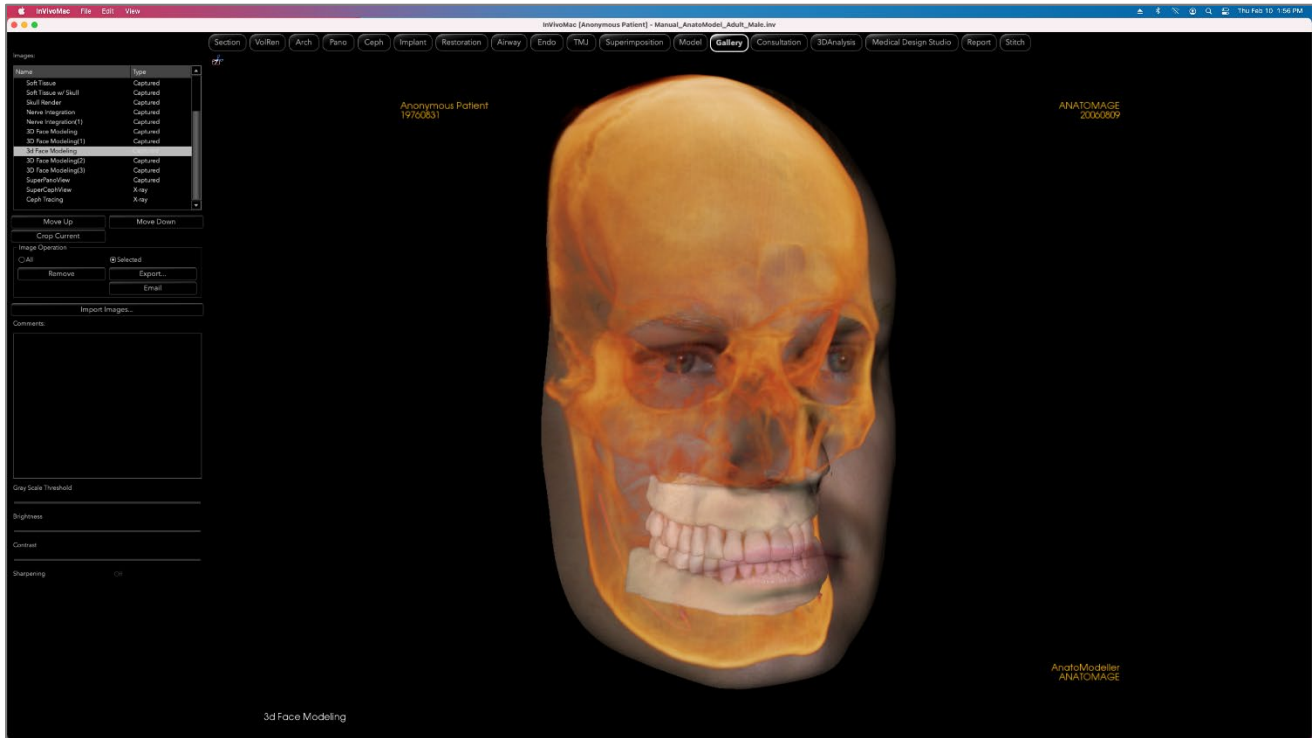 InVivoMac File Edit View
Thu Feb 10 1:56 PM
InVivoMac [Anonymous Patient] - Manual_AnatoModel_Adult_Male.inv
Section VolRen Arch Pano Ceph Implant Restoration Airway Endo TMJ Superimposition Model Gallery Consultation 3DAnalysis Medical Design Studio Report Stitch
Images:
Name Type
Soft Tissue Captured
Soft Tissue w/ Skull Captured
Skull Render Captured
Nerve Integration Captured
Nerve Integration(1) Captured
3D Face Modeling Captured
3D Face Modeling(1) Captured
3d Face Modeling
3D Face Modeling(2) Captured
3D Face Modeling(3) Captured
SuperPanoView Captured
SuperCephView X-ray
Ceph Tracing X-ray
Move Up Move Down
Crop Current
Image Operation
All Selected
Remove Export...
Email
Import Images...
Comments:
Gray Scale Threshold
Brightness
Contrast
Sharpening Off
Anonymous Patient
19760831
ANATOMAGE
20060809
AnatoModeller
ANATOMAGE
3d Face Modeling